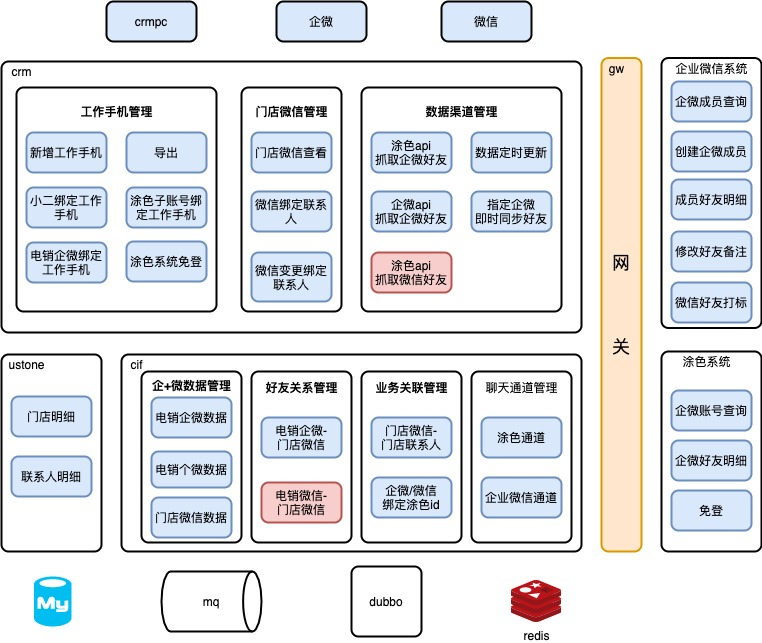 crmpc
企微
微信
crm
工作手机管理
新增工作手机
导出
小二绑定工作
手机
涂色子账号绑
定工作手机
电销企微绑定
工作手机
涂色系统免登
门店微信管理
门店微信查看
微信绑定联系
人
微信变更绑定
联系人
数据渠道管理
涂色api
抓取企微好友
数据定时更新
企微api
抓取企微好友
指定企微
即时同步好友
涂色api
抓取微信好友
gw
网
关
企业微信系统
企微成员查询
创建企微成员
成员好友明细
修改好友备注
微信好友打标
ustone
门店明细
联系人明细
cif
企+微数据管理
电销企微数据
电销个微数据
门店微信数据
好友关系管理
电销企微-
门店微信
电销微信-
门店微信
业务关联管理
门店微信-
门店联系人
企微/微信
绑定涂色id
聊天通道管理
涂色通道
企业微信通道
涂色系统
企微账号查询
企微好友明细
免登
My
mq
dubbo
redis